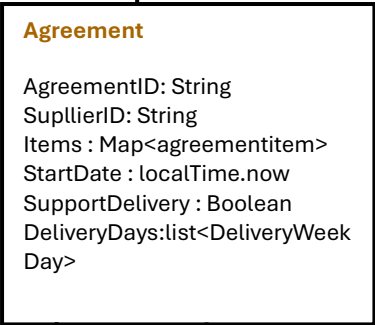 Agreement
AgreementID: String
SupllierID: String
Items : Map<agreementitem>
StartDate : localTime.now
SupportDelivery : Boolean
DeliveryDays:list<DeliveryWeek
Day>